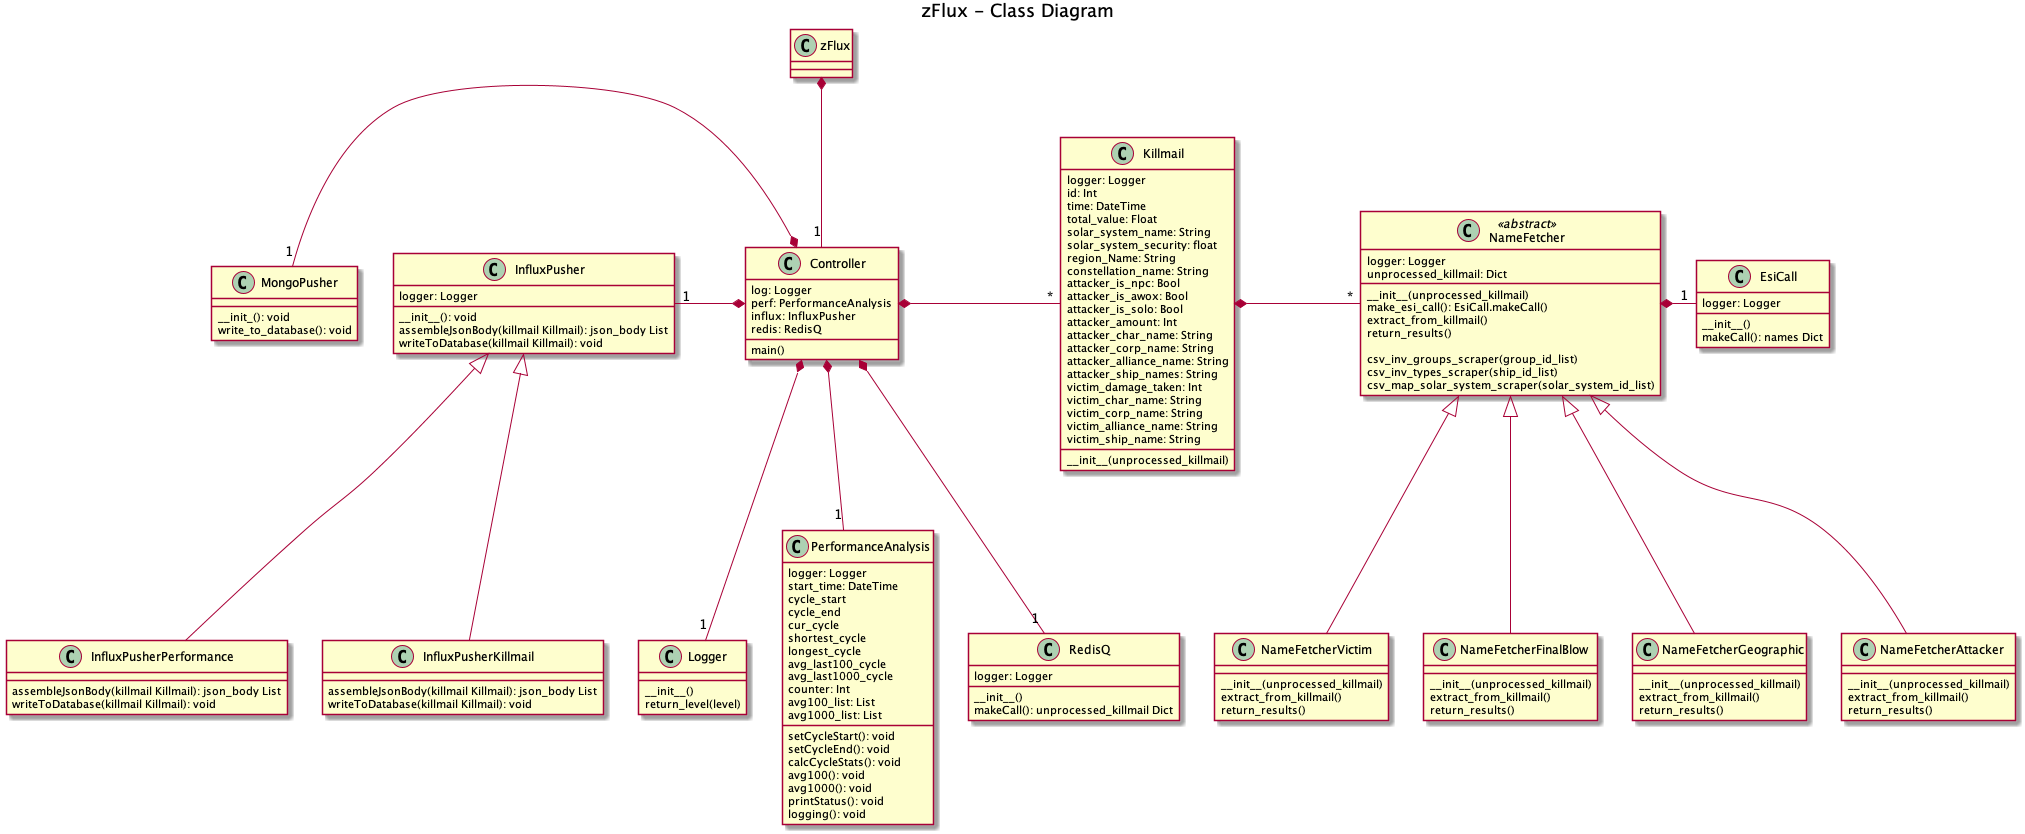 zFlux - Class Diagram
C zFlux
1
1
C MongoPusher
__init_(): void
write_to_database(): void
C InfluxPusher
logger: Logger
__init__(): void
assembleJsonBody(killmail Killmail): json_body List
writeToDatabase(killmail Killmail): void
1
C Controller
log: Logger
perf: PerformanceAnalysis
influx: InfluxPusher
redis: RedisQ
main()
*
C Killmail
logger: Logger
id: Int
time: DateTime
total_value: Float
solar_system_name: String
solar_system_security: float
region_Name: String
constellation_name: String
attacker_is_npc: Bool
attacker_is_awox: Bool
attacker_is_solo: Bool
attacker_amount: Int
attacker_char_name: String
attacker_corp_name: String
attacker_alliance_name: String
attacker_ship_names: String
victim_damage_taken: Int
victim_char_name: String
victim_corp_name: String
victim_alliance_name: String
victim_ship_name: String
__init__(unprocessed_killmail)
*
C «abstract»
NameFetcher
logger: Logger
unprocessed_killmail: Dict
__init__(unprocessed_killmail)
make_esi_call(): EsiCall.makeCall()
extract_from_killmail()
return_results()
csv_inv_groups_scraper(group_id_list)
csv_inv_types_scraper(ship_id_list)
csv_map_solar_system_scraper(solar_system_id_list)
1
C EsiCall
logger: Logger
__init__()
makeCall(): names Dict
C InfluxPusherPerformance
assembleJsonBody(killmail Killmail): json_body List
writeToDatabase(killmail Killmail): void
C InfluxPusherKillmail
assembleJsonBody(killmail Killmail): json_body List
writeToDatabase(killmail Killmail): void
1
C Logger
__init__()
return_level(level)
1
C PerformanceAnalysis
logger: Logger
start_time: DateTime
cycle_start
cycle_end
cur_cycle
shortest_cycle
longest_cycle
avg_last100_cycle
avg_last1000_cycle
counter: Int
avg100_list: List
avg1000_list: List
setCycleStart(): void
setCycleEnd(): void
calcCycleStats(): void
avg100(): void
avg1000(): void
printStatus(): void
logging(): void
1
C RedisQ
logger: Logger
__init__()
makeCall(): unprocessed_killmail Dict
C NameFetcherVictim
__init__(unprocessed_killmail)
extract_from_killmail()
return_results()
C NameFetcherFinalBlow
__init__(unprocessed_killmail)
extract_from_killmail()
return_results()
C NameFetcherGeographic
__init__(unprocessed_killmail)
extract_from_killmail()
return_results()
C NameFetcherAttacker
__init__(unprocessed_killmail)
extract_from_killmail()
return_results()